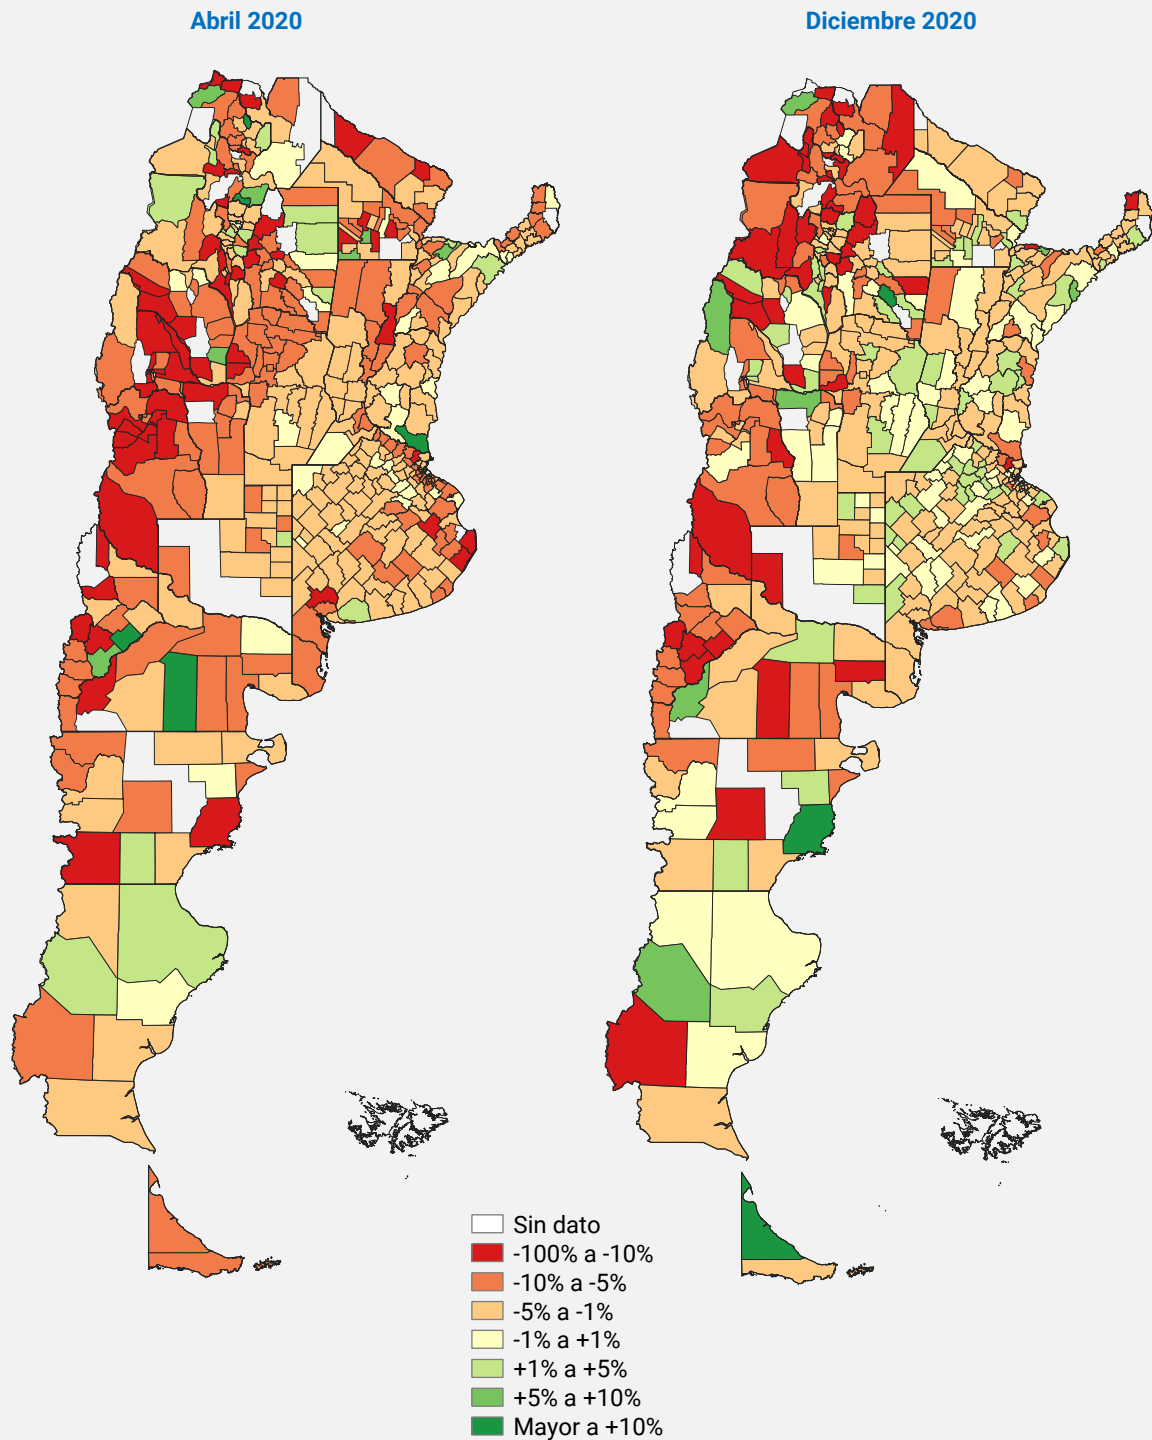 Abril 2020
Diciembre 2020
Sin dato
-100% a -10%
-10% a -5%
-5% a -1%
-1% a +1%
+1% a +5%
+5% a +10%
Mayor a +10%